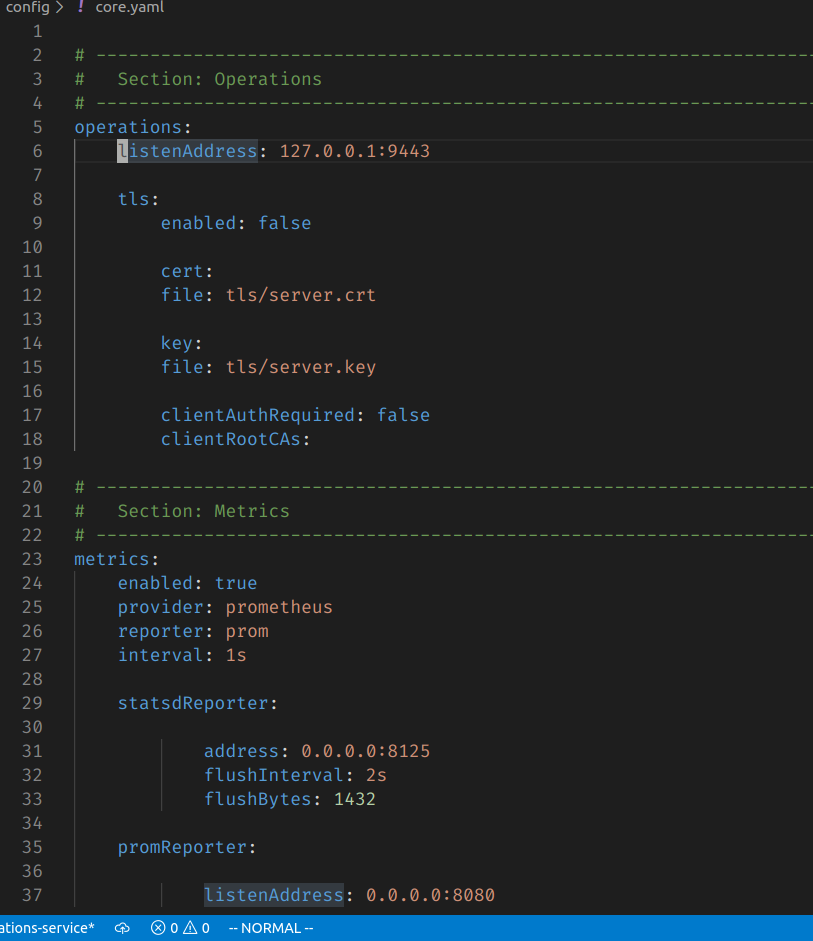 config > ! core.yaml
1
2 # -------------------------------------------------------------------
3 #   Section: Operations
4 # -------------------------------------------------------------------
5 operations:
6     listenAddress: 127.0.0.1:9443
7
8     tls:
9         enabled: false
10
11         cert:
12         file: tls/server.crt
13
14         key:
15         file: tls/server.key
16
17         clientAuthRequired: false
18         clientRootCAs:
19
20 # -------------------------------------------------------------------
21 #   Section: Metrics
22 # -------------------------------------------------------------------
23 metrics:
24     enabled: true
25     provider: prometheus
26     reporter: prom
27     interval: 1s
28
29     statsdReporter:
30
31             address: 0.0.0.0:8125
32             flushInterval: 2s
33             flushBytes: 1432
34
35     promReporter:
36
37             listenAddress: 0.0.0.0:8080
ations-service* 0 0 -- NORMAL --